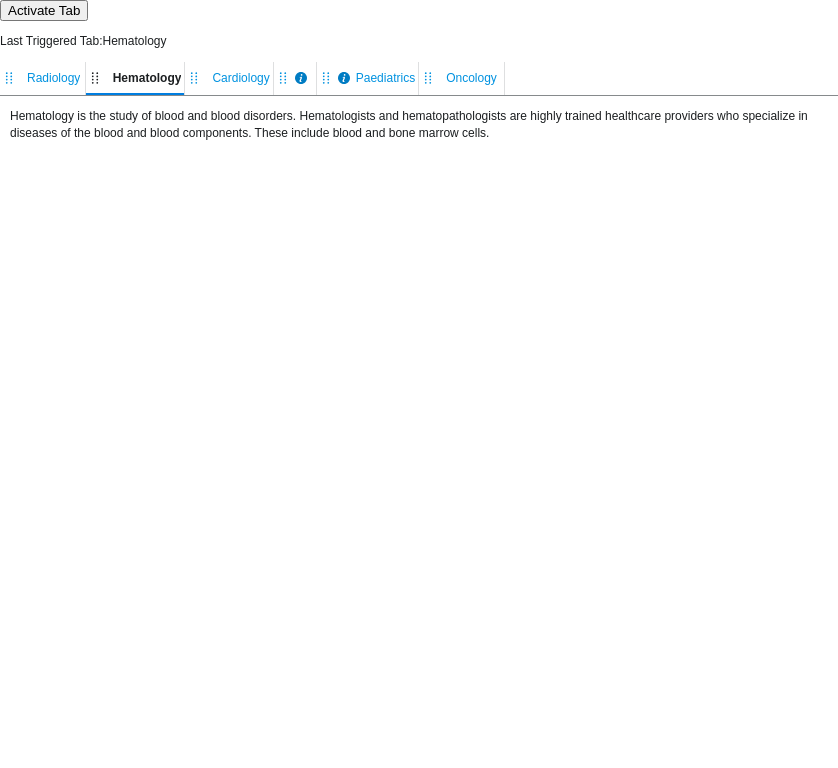 Activate Tab
Last Triggered Tab:Hematology
Radiology Hematology Cardiology Paediatrics Oncology
Hematology is the study of blood and blood disorders. Hematologists and hematopathologists are highly trained healthcare providers who specialize in
diseases of the blood and blood components. These include blood and bone marrow cells.